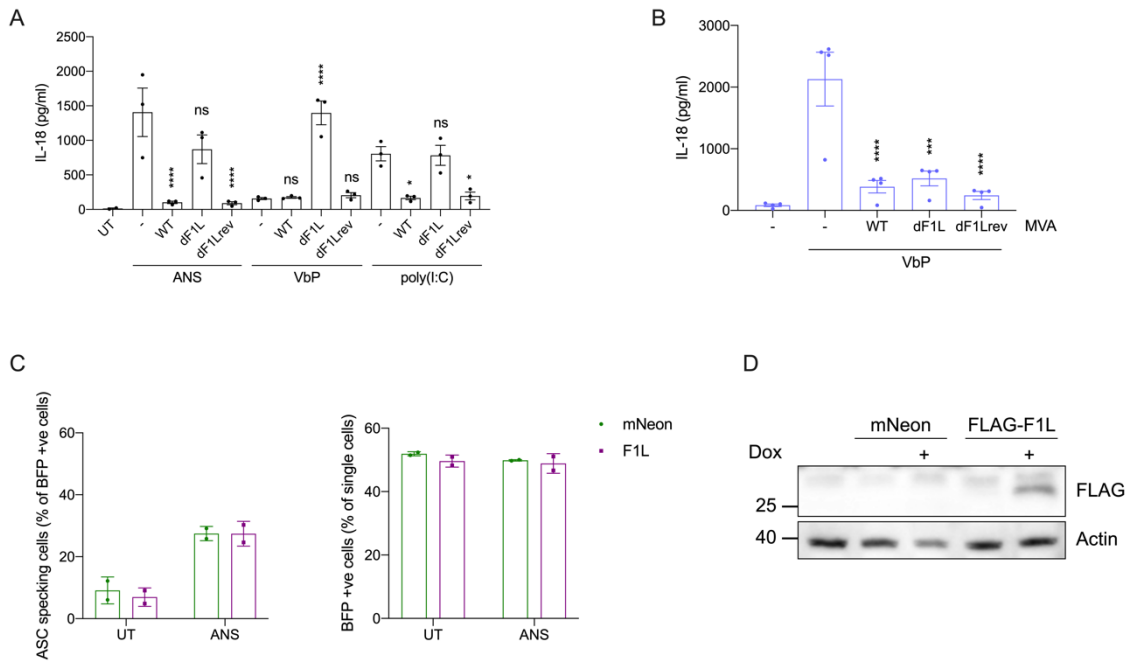 A
IL-18 (pg/ml)
2500
2000
1500
1000
500
0
****
ns
****
ns
****
ns
*
ns
*
UT
-
WT
dF1L
dF1Lrev
-
WT
dF1L
dF1Lrev
-
WT
dF1L
dF1Lrev
ANS
VbP
poly(I:C)
B
IL-18 (pg/ml)
3000
2000
1000
0
****
***
****
-
-
WT
dF1L
dF1Lrev
MVA
VbP
C
ASC specking cells (% of BFP +ve cells)
60
40
20
0
UT
ANS
BFP +ve cells (% of single cells)
60
40
20
0
UT
ANS
mNeon
F1L
D
mNeon
FLAG-F1L
Dox
+
+
25
FLAG
40
Actin